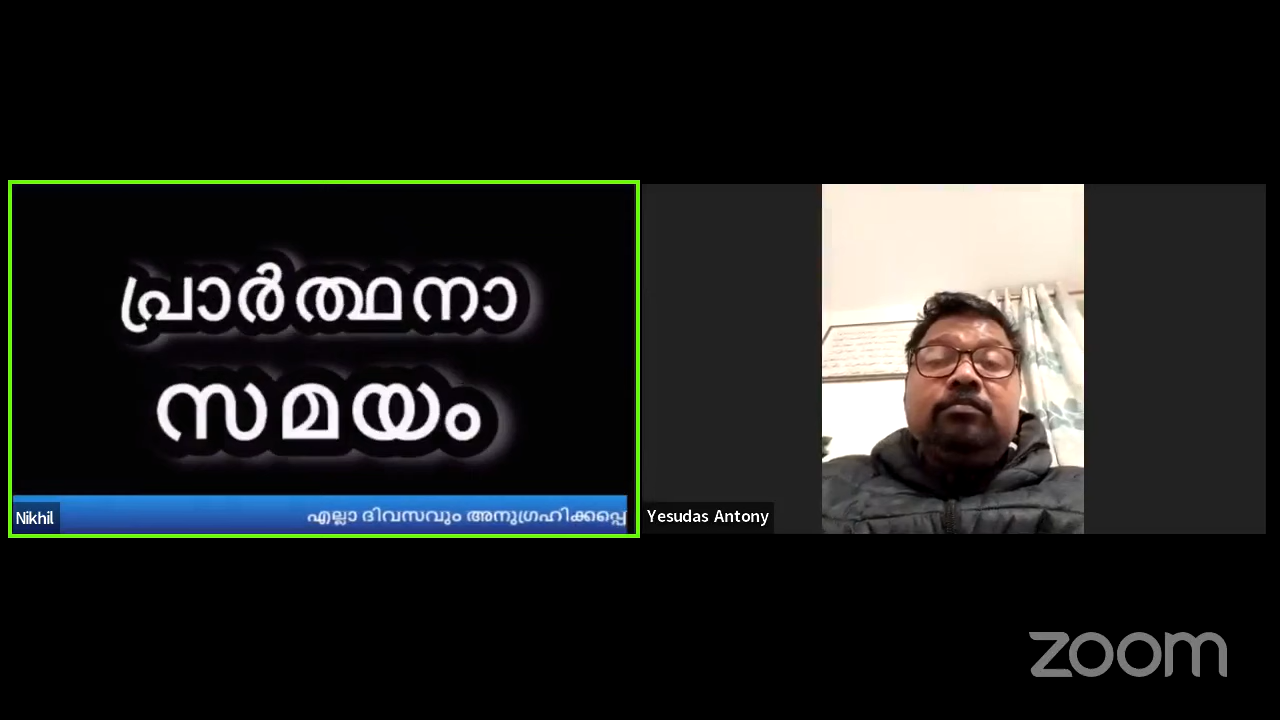 പ്രാർത്ഥനാ
സമയം
എല്ലാ ദിവസവും അനുഗ്രഹിക്കപ്പെ
Nikhil
Yesudas Antony
zoom